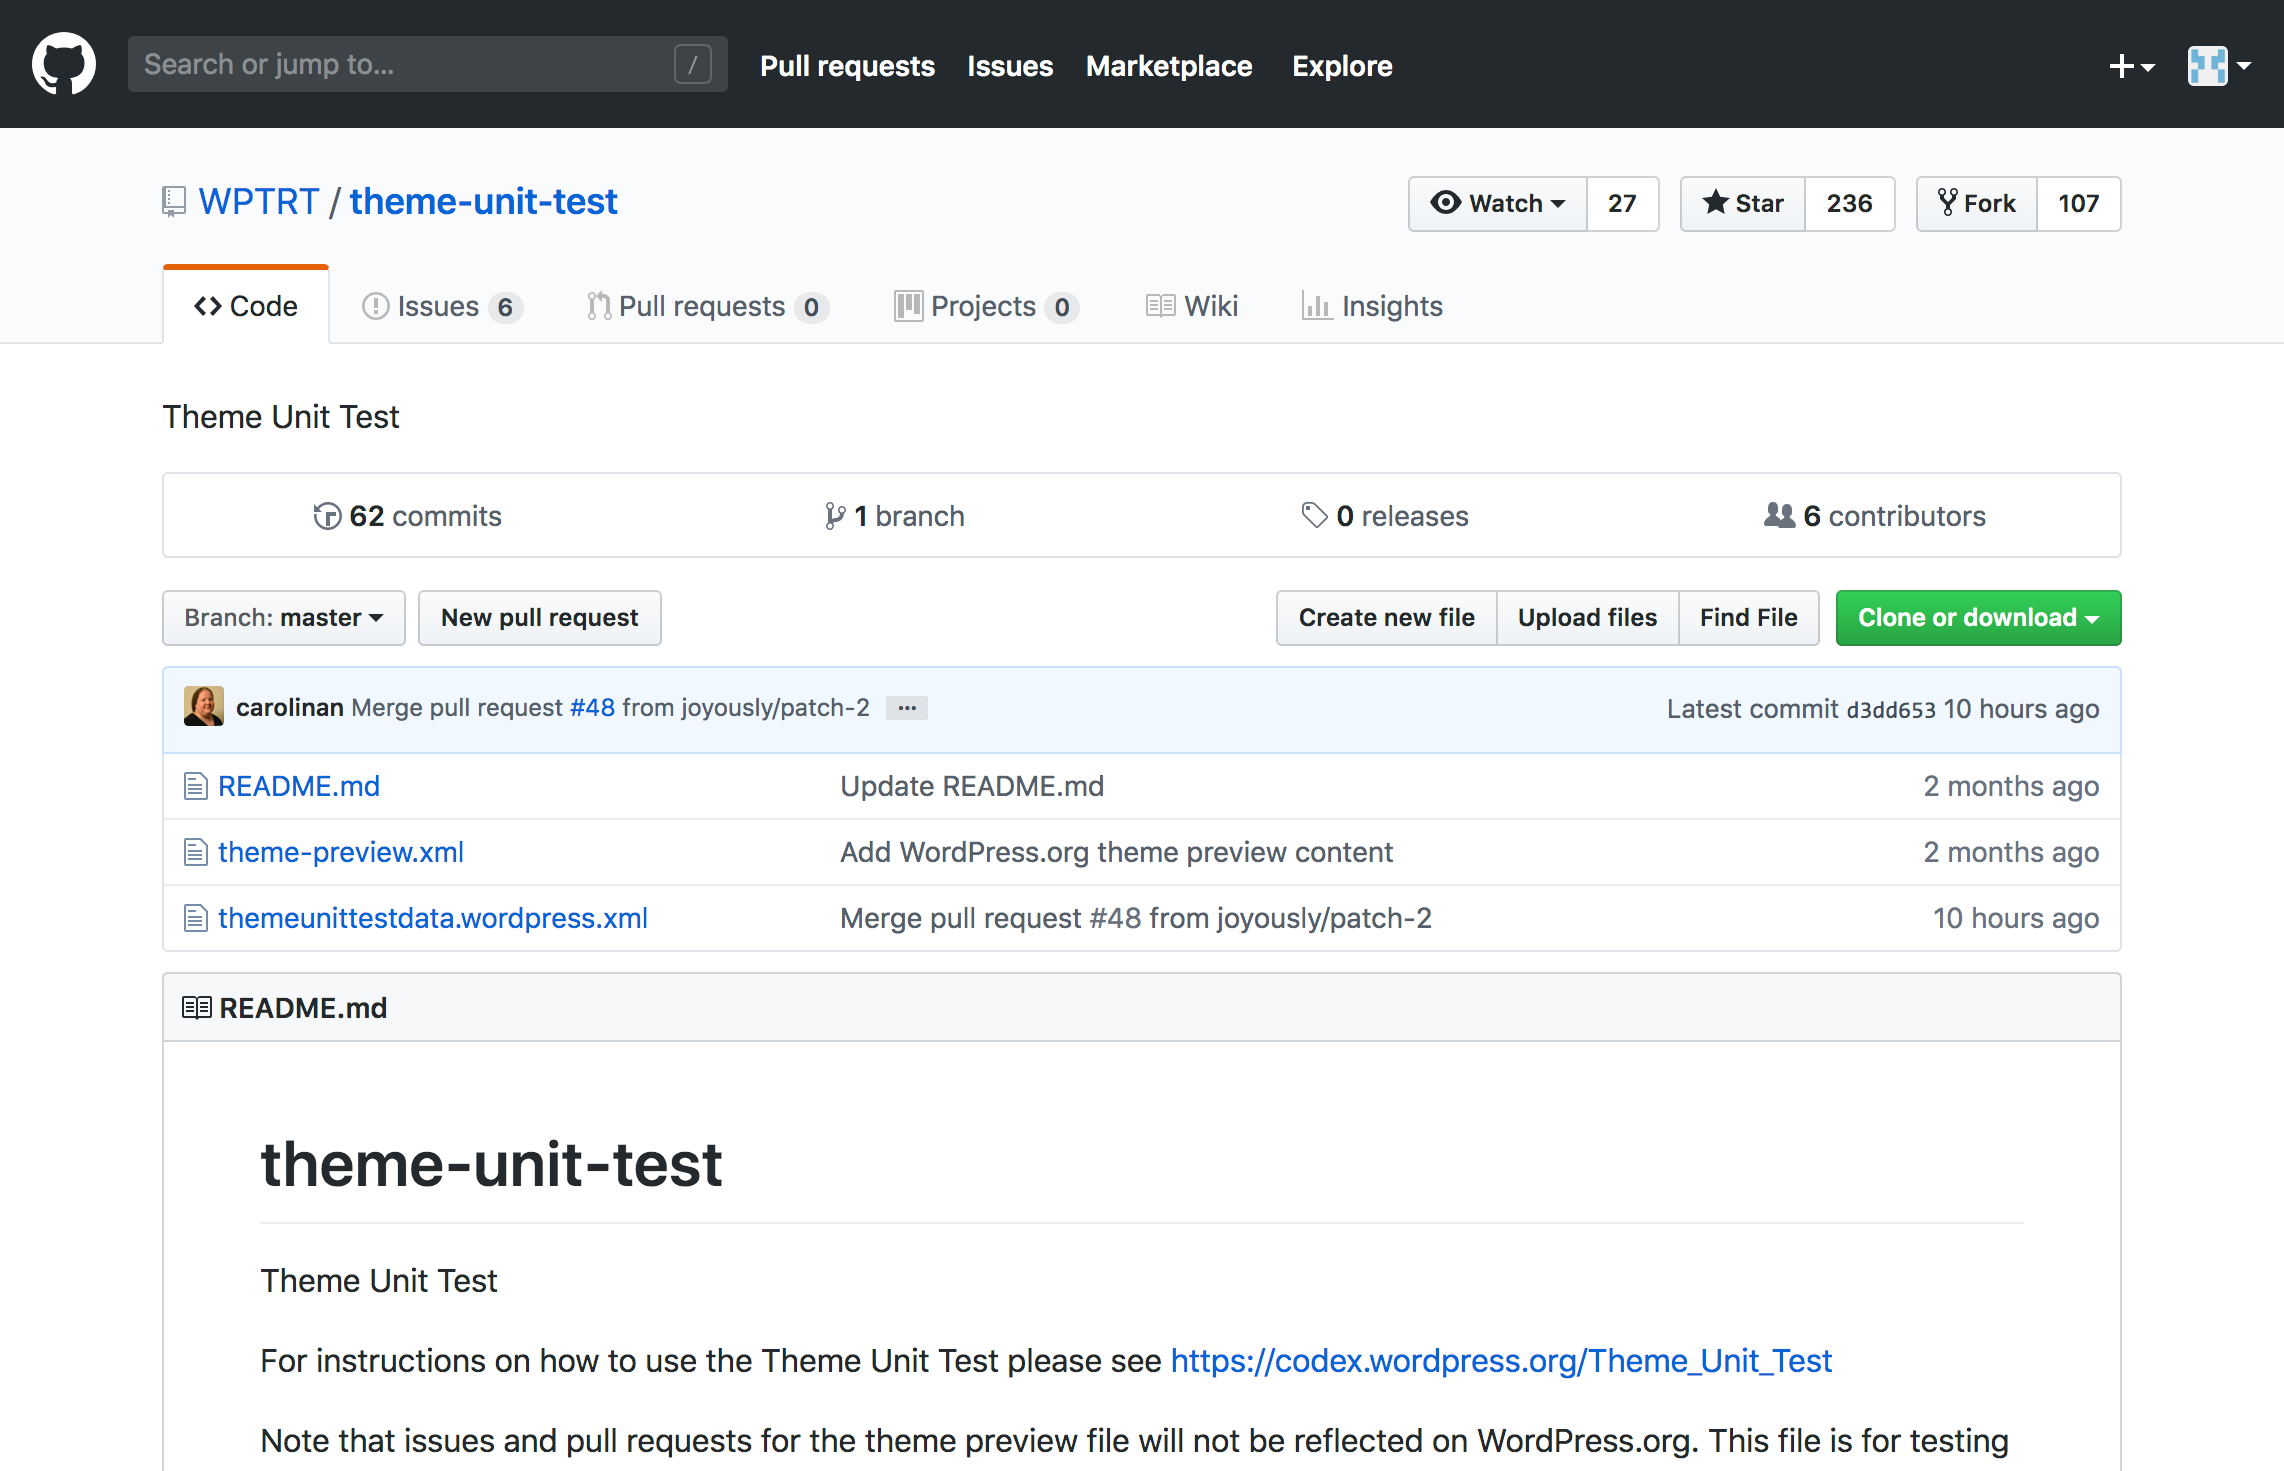 Search or jump to... /
Pull requests Issues Marketplace Explore
WPTRT / theme-unit-test
Watch 27 Star 236 Fork 107
Code Issues 6 Pull requests 0 Projects 0 Wiki Insights
Theme Unit Test
62 commits 1 branch 0 releases 6 contributors
Branch: master New pull request Create new file Upload files Find File Clone or download
carolinan Merge pull request #48 from joyously/patch-2 ... Latest commit d3dd653 10 hours ago
README.md Update README.md 2 months ago
theme-preview.xml Add WordPress.org theme preview content 2 months ago
themeunittestdata.wordpress.xml Merge pull request #48 from joyously/patch-2 10 hours ago
README.md
theme-unit-test
Theme Unit Test
For instructions on how to use the Theme Unit Test please see https://codex.wordpress.org/Theme_Unit_Test
Note that issues and pull requests for the theme preview file will not be reflected on WordPress.org. This file is for testing